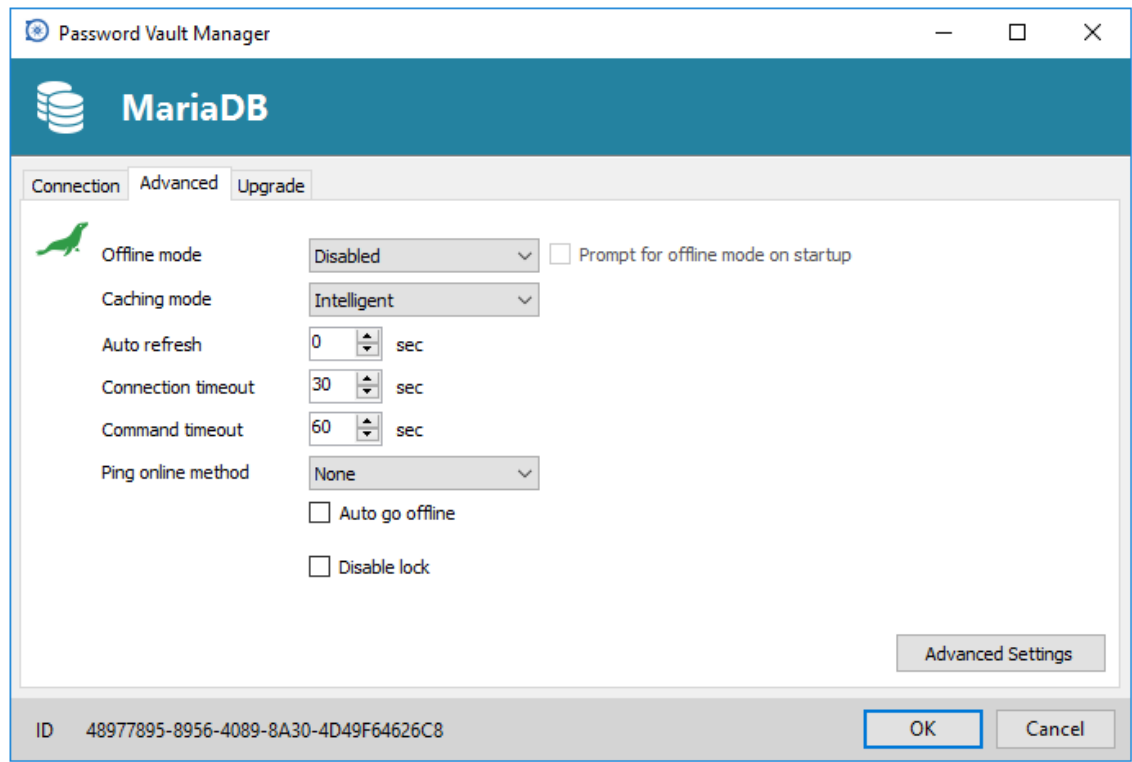 Password Vault Manager
MariaDB
Connection Advanced Upgrade
Offline mode Disabled Prompt for offline mode on startup
Caching mode Intelligent
Auto refresh 0 sec
Connection timeout 30 sec
Command timeout 60 sec
Ping online method None
Auto go offline
Disable lock
Advanced Settings
ID 48977895-8956-4089-8A30-4D49F64626C8 OK Cancel